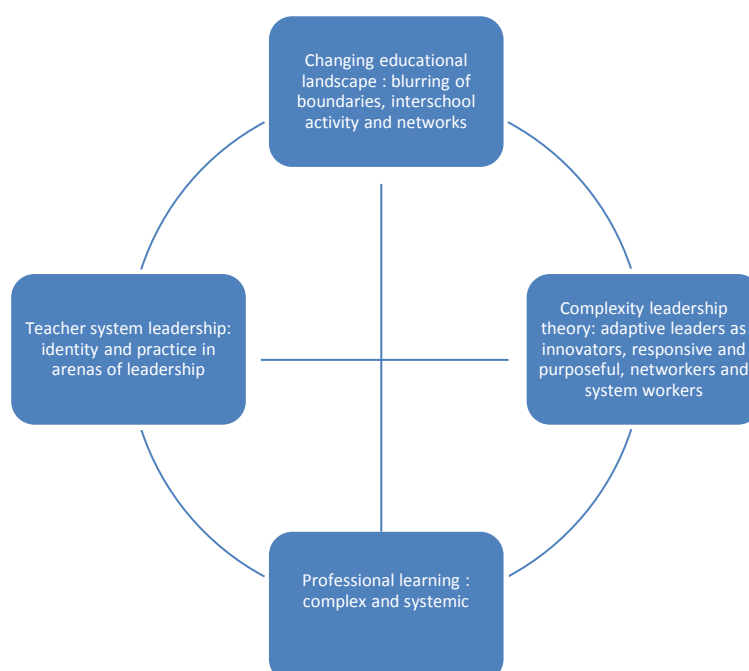 Changing educational
landscape : blurring of
boundaries, interschool
activity and networks
Teacher system leadership:
identity and practice in
arenas of leadership
Complexity leadership
theory: adaptive leaders as
innovators, responsive and
purposeful, networkers and
system workers
Professional learning :
complex and systemic